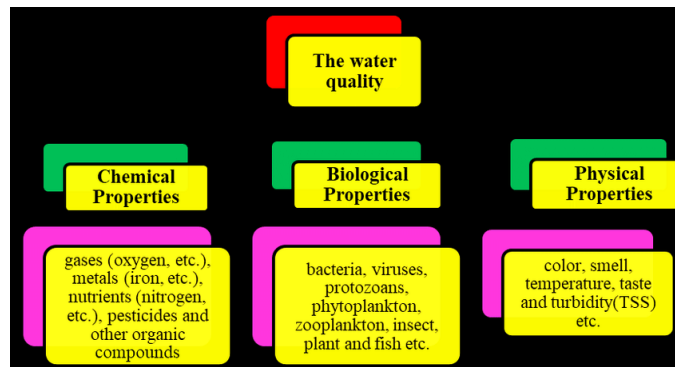 The water
quality
Chemical
Properties
Biological
Properties
Physical
Properties
gases (oxygen, etc.),
metals (iron, etc.),
nutrients (nitrogen,
etc.), pesticides and
other organic
compounds
bacteria, viruses,
protozoans,
phytoplankton,
zooplankton, insect,
plant and fish etc.
color, smell,
temperature, taste
and turbidity(TSS)
etc.